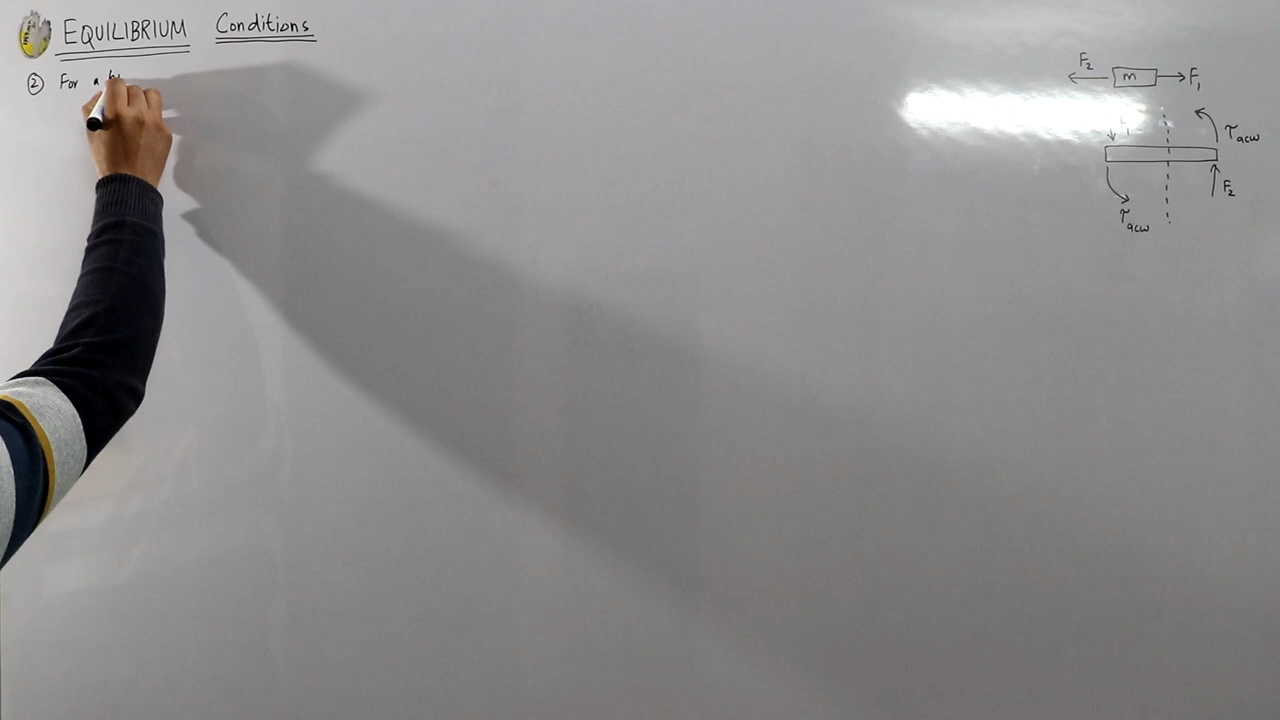 EQUILIBRIUM Conditions
② For a
F₂ m F₁
τacw
F₂
τacw